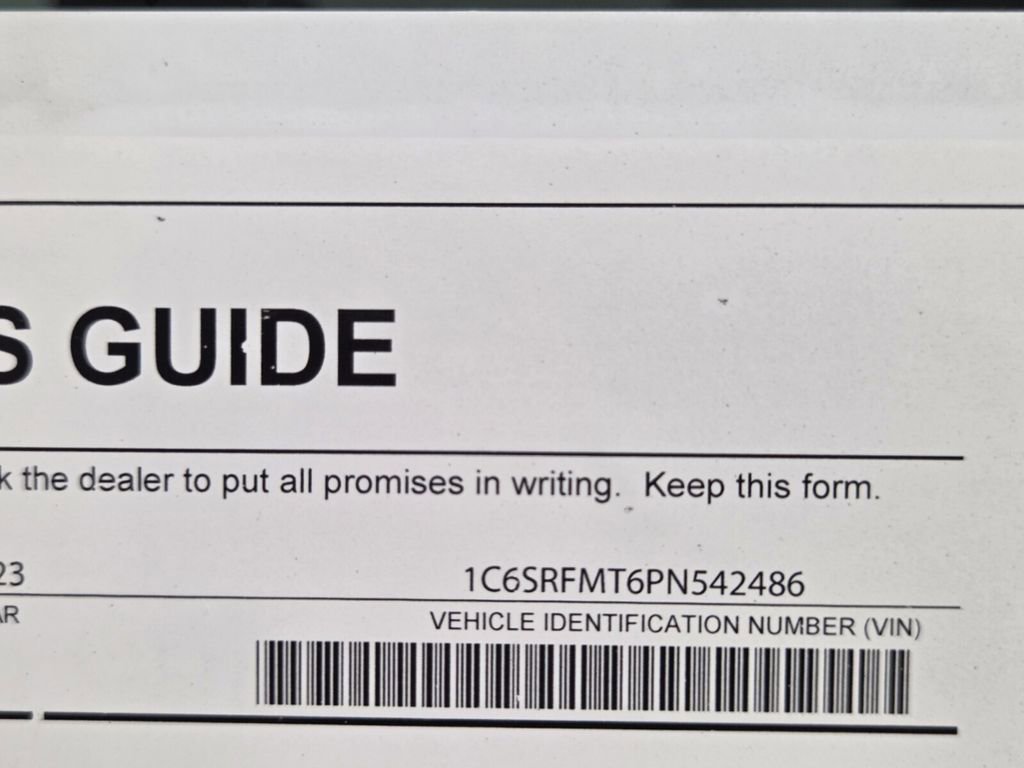 S GUIDE
k the dealer to put all promises in writing. Keep this form.
23 1C6SRFMT6PN542486
AR VEHICLE IDENTIFICATION NUMBER (VIN)